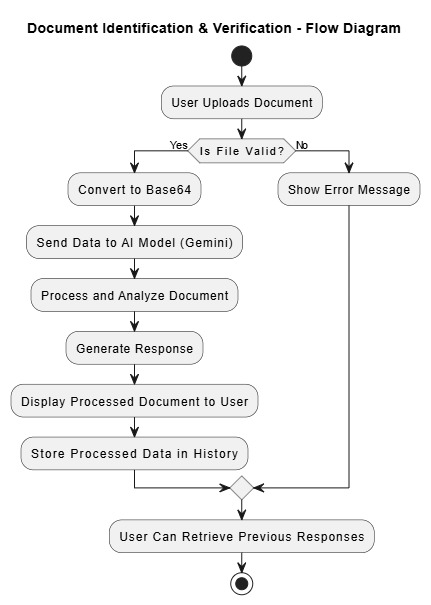 Document Identification & Verification - Flow Diagram
User Uploads Document
Yes
Is File Valid?
No
Convert to Base64
Show Error Message
Send Data to AI Model (Gemini)
Process and Analyze Document
Generate Response
Display Processed Document to User
Store Processed Data in History
User Can Retrieve Previous Responses